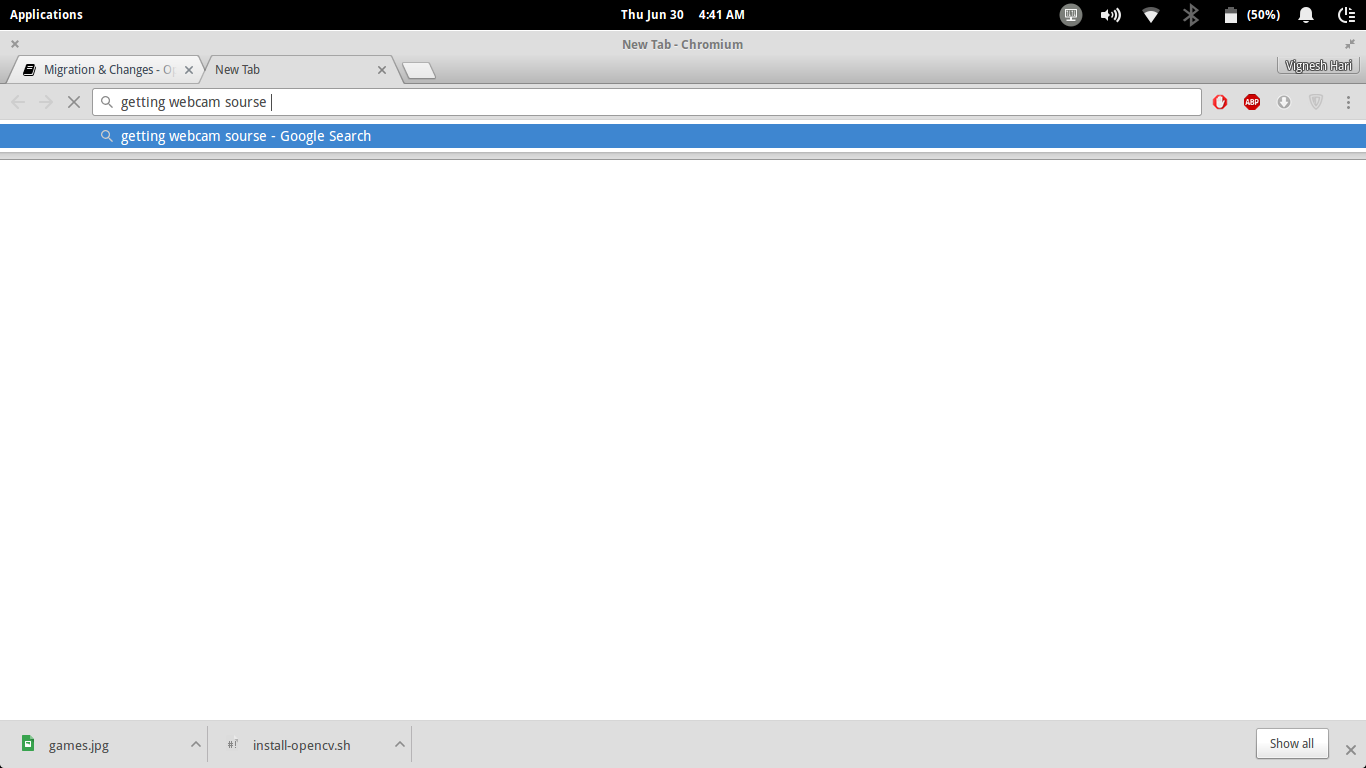 Applications
Thu Jun 30 4:41 AM
(50%)
New Tab - Chromium
Migration & Changes - Op
New Tab
Vignesh Hari
getting webcam sourse
ABP
getting webcam sourse - Google Search
games.jpg
#!
install-opencv.sh
Show all